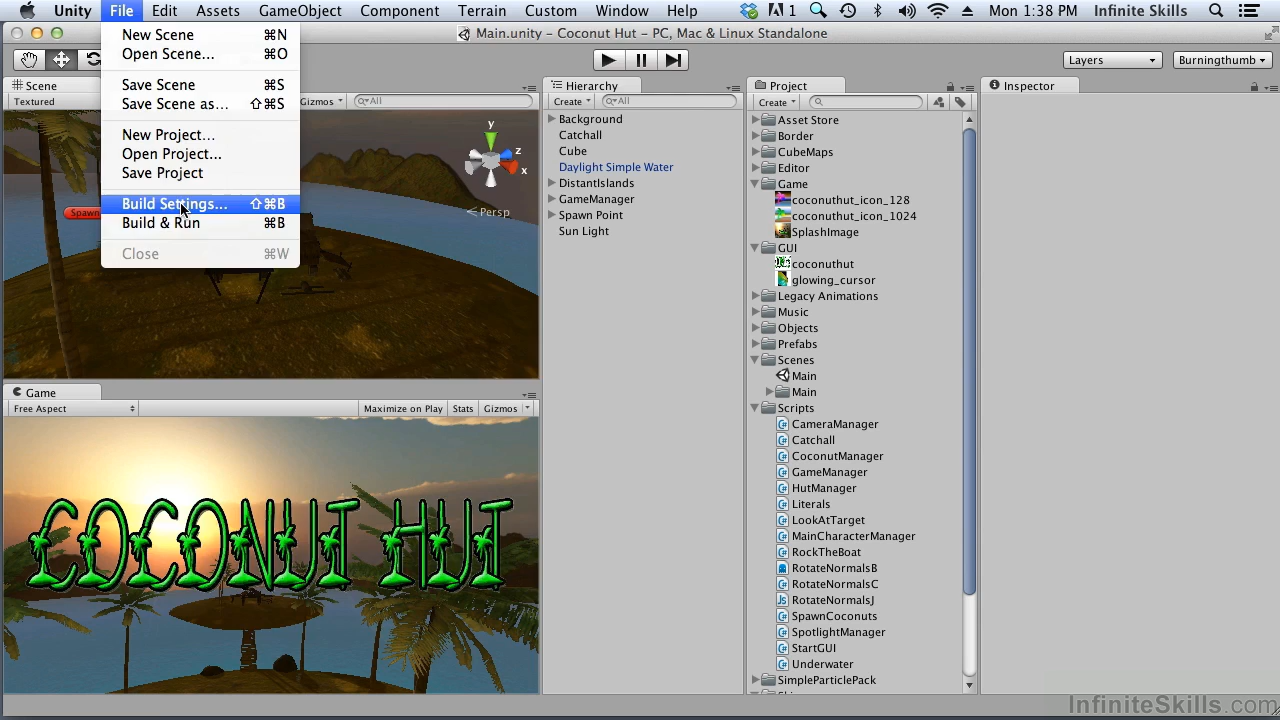 Unity File Edit Assets GameObject Component Terrain Custom Window Help 1 Mon 1:38 PM Infinite Skills
Main.unity – Coconut Hut – PC, Mac & Linux Standalone
New Scene ⌘N
Open Scene... ⌘O
Save Scene ⌘S
Save Scene as... ⇧⌘S
New Project...
Open Project...
Save Project
Build Settings... ⇧⌘B
Build & Run ⌘B
Close ⌘W
Layers
Burningthumb
Scene
Textured
Gizmos
All
y
z
x
Persp
Spawn
Game
Free Aspect
Maximize on Play
Stats
Gizmos
COCONUT HUT
Hierarchy
Create
All
Background
Catchall
Cube
Daylight Simple Water
DistantIslands
GameManager
Spawn Point
Sun Light
Project
Create
Asset Store
Border
CubeMaps
Editor
Game
coconuthut_icon_128
coconuthut_icon_1024
SplashImage
GUI
coconuthut
glowing_cursor
Legacy Animations
Music
Objects
Prefabs
Scenes
Main
Main
Scripts
CameraManager
Catchall
CoconutManager
GameManager
HutManager
Literals
LookAtTarget
MainCharacterManager
RockTheBoat
RotateNormalsB
RotateNormalsC
RotateNormalsJ
SpawnCoconuts
SpotlightManager
StartGUI
Underwater
SimpleParticlePack
Inspector
InfiniteSkills.com